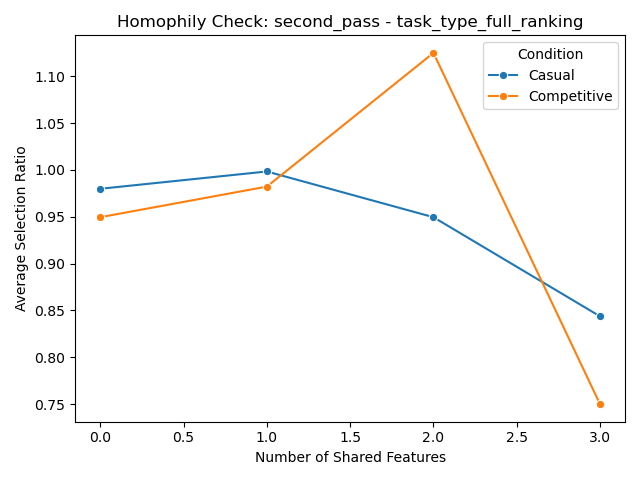 Homophily Check: second_pass - task_type_full_ranking
Condition
Casual
Competitive
Average Selection Ratio
1.10
1.05
1.00
0.95
0.90
0.85
0.80
0.75
0.0 0.5 1.0 1.5 2.0 2.5 3.0
Number of Shared Features